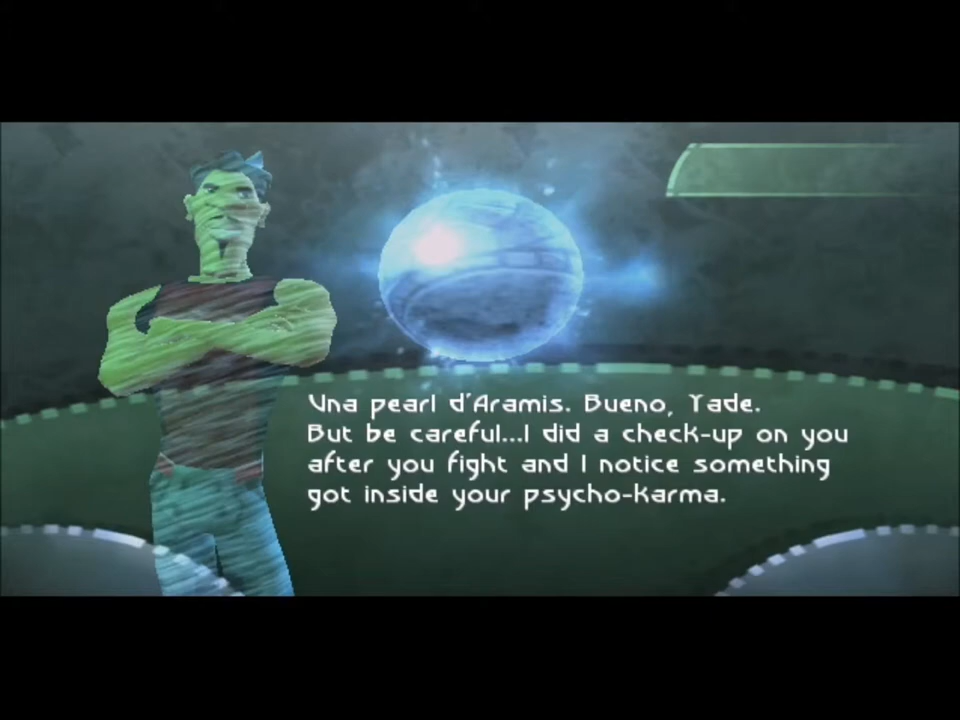 Una pearl d'Aramis. Bueno, Yade.
But be careful...I did a check-up on you
after you fight and I notice something
got inside your psycho-karma.